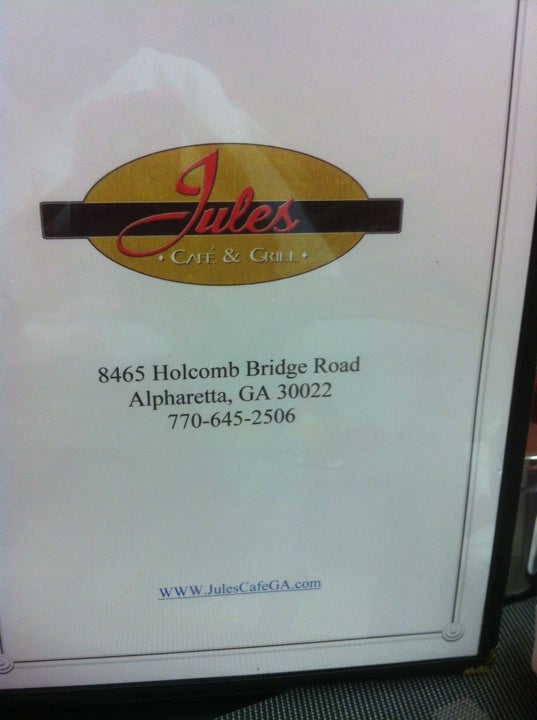 Jules
• CAFÉ & GRILL •
8465 Holcomb Bridge Road
Alpharetta, GA 30022
770-645-2506
WWW.JulesCafeGA.com